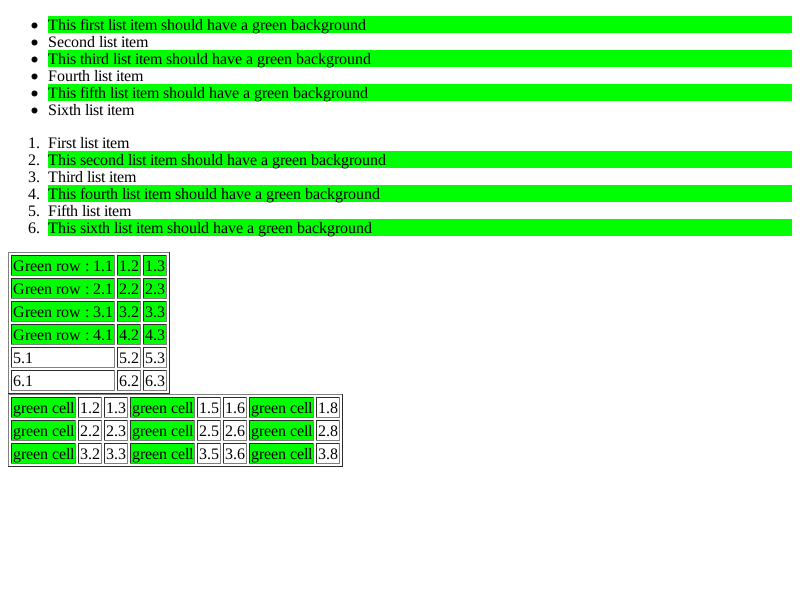 • This first list item should have a green background
• Second list item
• This third list item should have a green background
• Fourth list item
• This fifth list item should have a green background
• Sixth list item
1. First list item
2. This second list item should have a green background
3. Third list item
4. This fourth list item should have a green background
5. Fifth list item
6. This sixth list item should have a green background
Green row : 1.1 1.2 1.3
Green row : 2.1 2.2 2.3
Green row : 3.1 3.2 3.3
Green row : 4.1 4.2 4.3
5.1 5.2 5.3
6.1 6.2 6.3
green cell 1.2 1.3 green cell 1.5 1.6 green cell 1.8
green cell 2.2 2.3 green cell 2.5 2.6 green cell 2.8
green cell 3.2 3.3 green cell 3.5 3.6 green cell 3.8